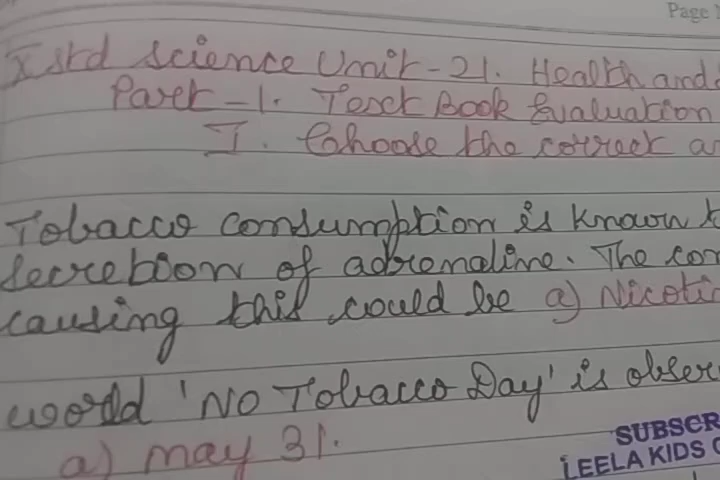 Page
X std science Unit-21. Health and
Part-1. Text Book Evaluation
I. Choose the correct
Tobacco consumption is known
secretion of adrenaline. The
causing this could be a)
World 'No Tobacco Day' is
a) may 31.
SUBSCR
LEELA KIDS